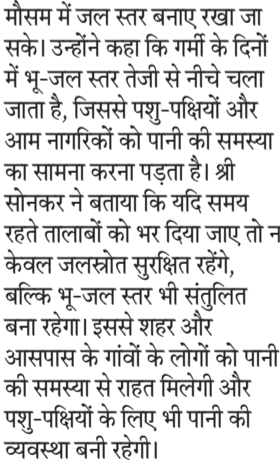 मौसम में जल स्तर बनाए रखा जा
सके। उन्होंने कहा कि गर्मी के दिनों
में भू-जल स्तर तेजी से नीचे चला
जाता है, जिससे पशु-पक्षियों और
आम नागरिकों को पानी की समस्या
का सामना करना पड़ता है। श्री
सोनकर ने बताया कि यदि समय
रहते तालाबों को भर दिया जाए तो न
केवल जलस्रोत सुरक्षित रहेंगे,
बल्कि भू-जल स्तर भी संतुलित
बना रहेगा। इससे शहर और
आसपास के गांवों के लोगों को पानी
की समस्या से राहत मिलेगी और
पशु-पक्षियों के लिए भी पानी की
व्यवस्था बनी रहेगी।